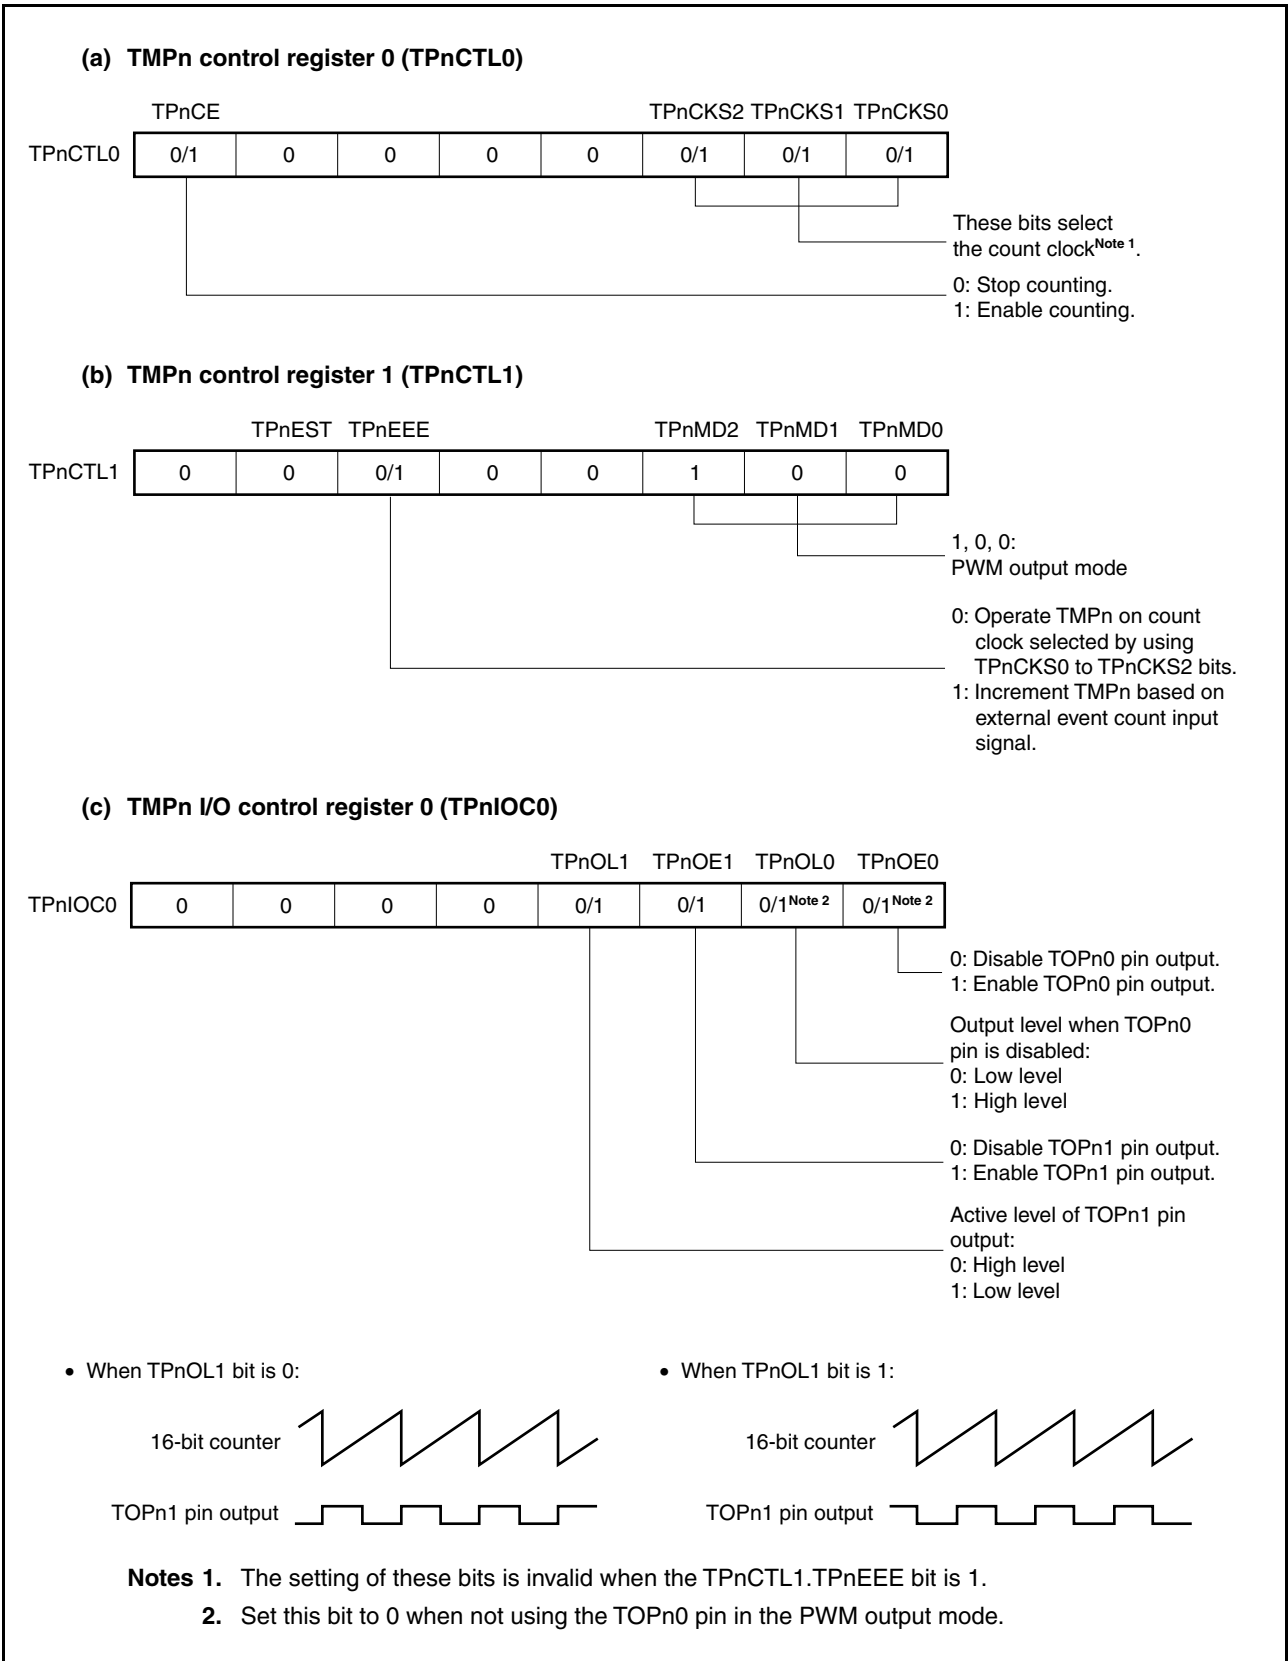 (a) TMPn control register 0 (TPnCTL0)
TPnCE TPnCKS2 TPnCKS1 TPnCKS0
TPnCTL0 0/1 0 0 0 0 0/1 0/1 0/1
These bits select
the count clockNote 1.
0: Stop counting.
1: Enable counting.
(b) TMPn control register 1 (TPnCTL1)
TPnEST TPnEEE TPnMD2 TPnMD1 TPnMD0
TPnCTL1 0 0 0/1 0 0 1 0 0
1, 0, 0:
PWM output mode
0: Operate TMPn on count
clock selected by using
TPnCKS0 to TPnCKS2 bits.
1: Increment TMPn based on
external event count input
signal.
(c) TMPn I/O control register 0 (TPnIOC0)
TPnOL1 TPnOE1 TPnOL0 TPnOE0
TPnIOC0 0 0 0 0 0/1 0/1 0/1Note 2 0/1Note 2
0: Disable TOPn0 pin output.
1: Enable TOPn0 pin output.
Output level when TOPn0
pin is disabled:
0: Low level
1: High level
0: Disable TOPn1 pin output.
1: Enable TOPn1 pin output.
Active level of TOPn1 pin
output:
0: High level
1: Low level
• When TPnOL1 bit is 0:
16-bit counter
TOPn1 pin output
• When TPnOL1 bit is 1:
16-bit counter
TOPn1 pin output
Notes 1. The setting of these bits is invalid when the TPnCTL1.TPnEEE bit is 1.
2. Set this bit to 0 when not using the TOPn0 pin in the PWM output mode.